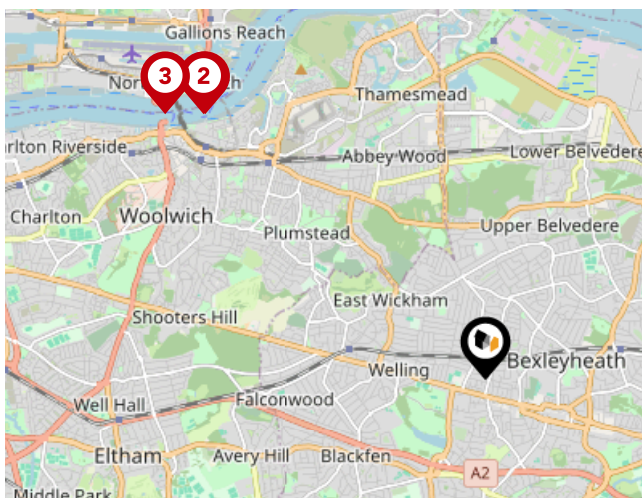 Gallions Reach
3
2
Thamesmead
Abbey Wood
Lower Belvedere
Charlton
Woolwich
Plumstead
Upper Belvedere
East Wickham
Shooters Hill
Bexleyheath
Welling
Well Hall
Falconwood
Eltham
Avery Hill
Blackfen
A2
Middle Park
rlton Riverside